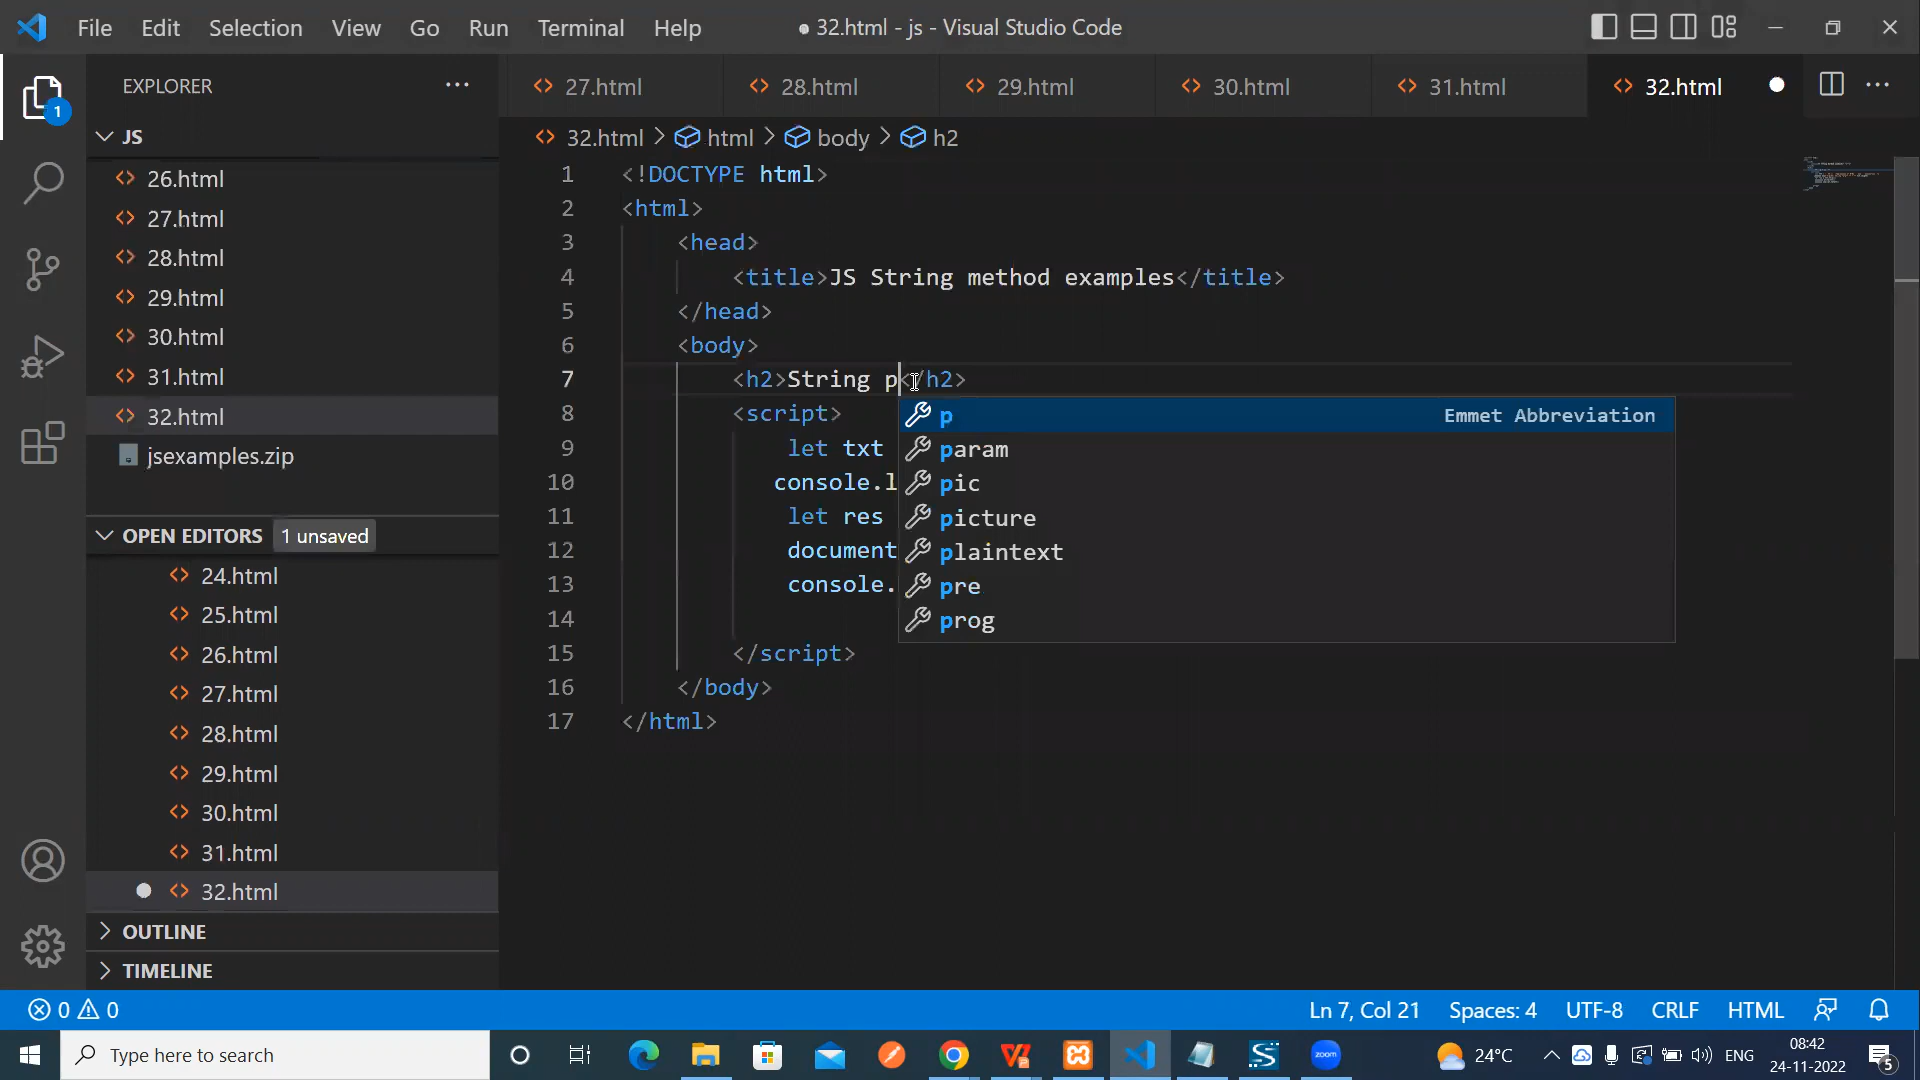 File Edit Selection View Go Run Terminal Help
● 32.html - js - Visual Studio Code
EXPLORER
JS
26.html
27.html
28.html
29.html
30.html
31.html
32.html
jsexamples.zip
OPEN EDITORS 1 unsaved
24.html
25.html
26.html
27.html
28.html
29.html
30.html
31.html
32.html
OUTLINE
TIMELINE
27.html 28.html 29.html 30.html 31.html 32.html
32.html > html > body > h2
1 <!DOCTYPE html>
2 <html>
3 <head>
4 <title>JS String method examples</title>
5 </head>
6 <body>
7 <h2>String p</h2>
8 <script>
9 let txt
10 console.l
11 let res
12 document
13 console.
14
15 </script>
16 </body>
17 </html>
p Emmet Abbreviation
param
pic
picture
plaintext
pre
prog
0 0
Ln 7, Col 21 Spaces: 4 UTF-8 CRLF HTML
1
Type here to search
zoom
24°C
ENG
08:42
24-11-2022
5